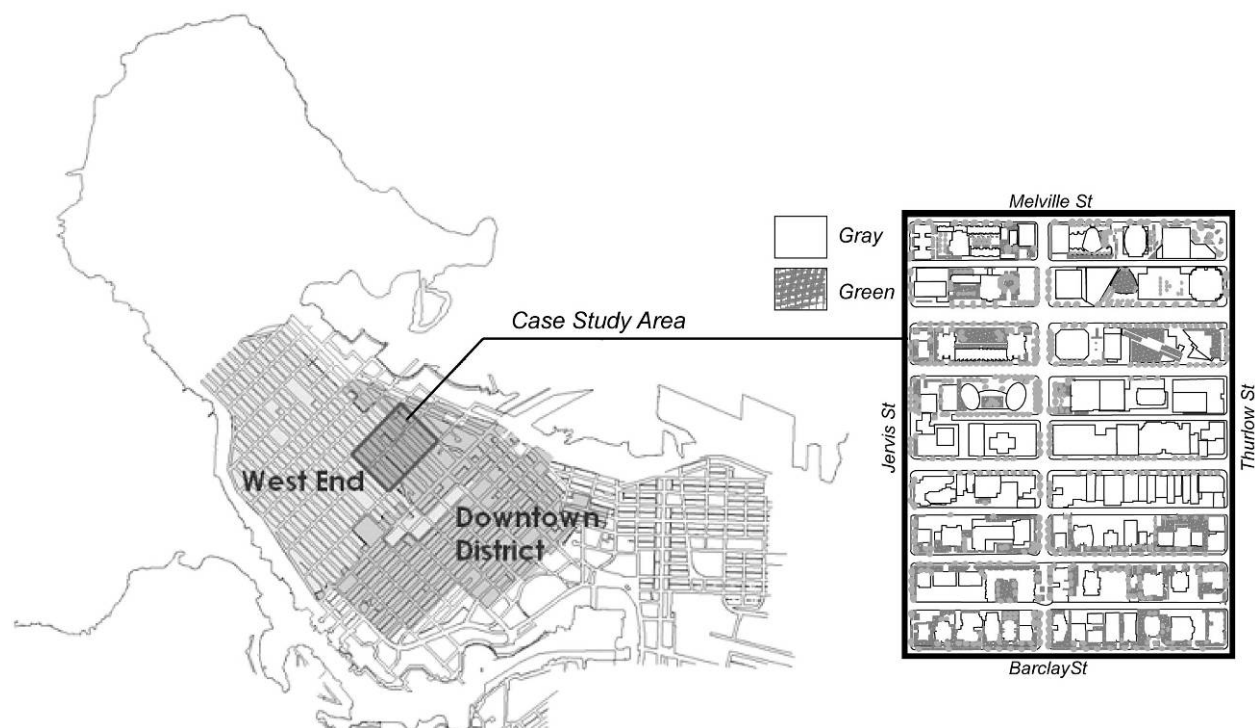 Melville St
Gray
Green
Case Study Area
Jervis St
Thurlow St
West End
Downtown
District
BarclaySt